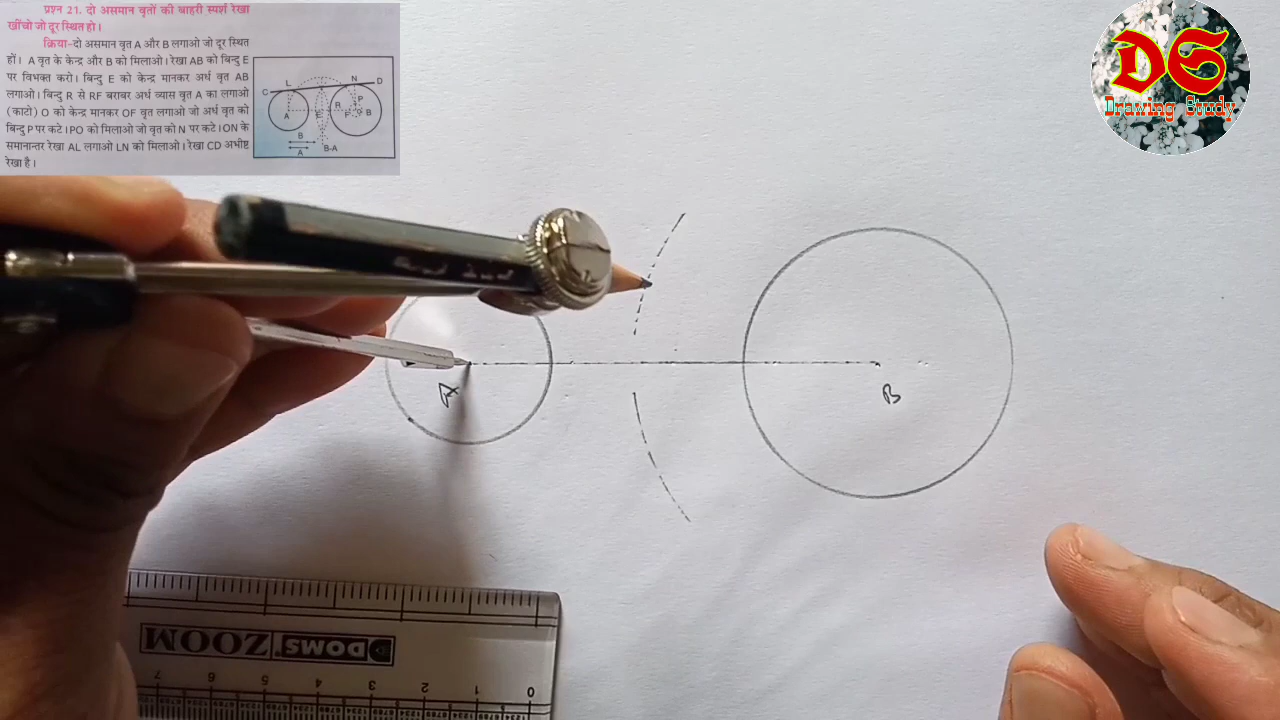 प्रश्न 21. दो असमान वृतों की बाहरी स्पर्श रेखा
खींचो जो दूर स्थित हो।
क्रिया-दो असमान वृत A और B लगाओ जो दूर स्थित
हों। A वृत के केन्द्र और B को मिलाओ। रेखा AB को बिन्दु E
पर विभक्त करो। बिन्दु E को केन्द्र मानकर अर्ध वृत AB
लगाओ। बिन्दु R से RF बराबर अर्ध व्यास वृत A का लगाओ
(काटो) O को केन्द्र मानकर OF वृत लगाओ जो अर्ध वृत को
बिन्दु P पर कटे। PO को मिलाओ जो वृत को N पर कटे। ON के
समानान्तर रेखा AL लगाओ LN को मिलाओ। रेखा CD अभीष्ट
रेखा है।
L N D
C
P
A E R F B
B
A B-A
DS
Drawing Study
A
B
DOMS ZOOM
7 6 5 4 3 2 1 0